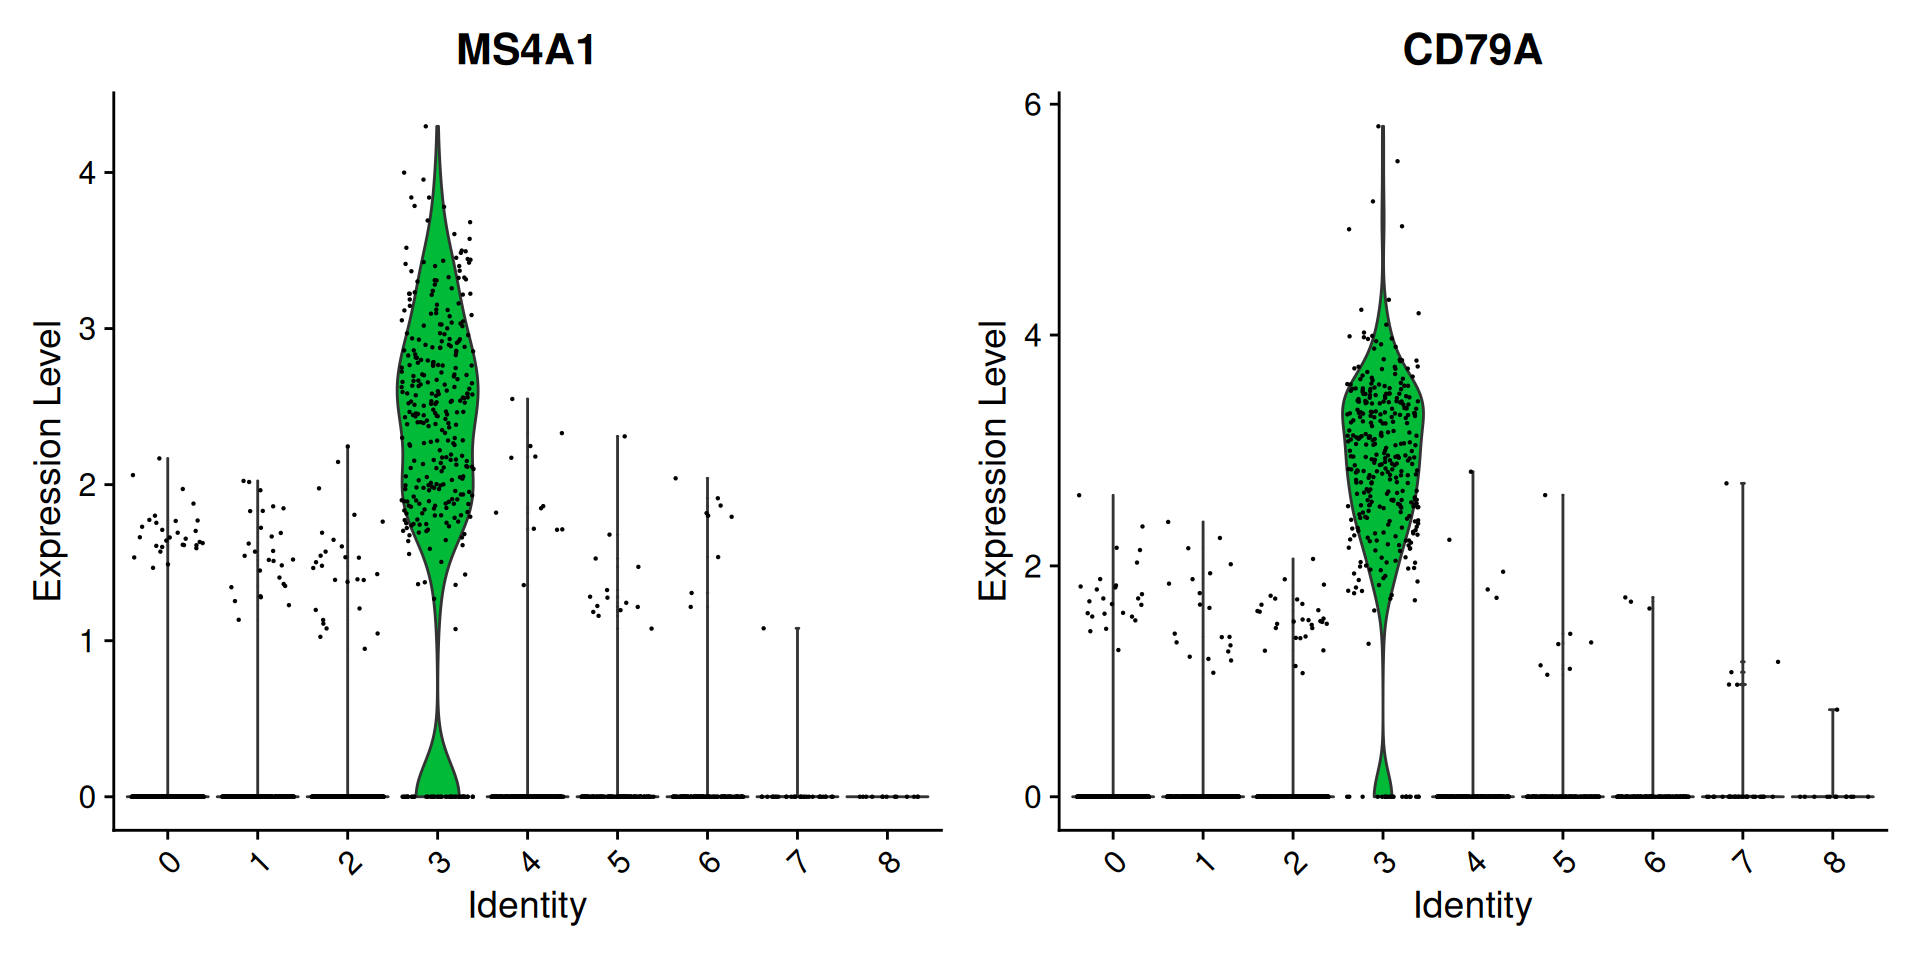 MS4A1
Expression Level
4
3
2
1
0
0 1 2 3 4 5 6 7 8
Identity
CD79A
Expression Level
6
4
2
0
0 1 2 3 4 5 6 7 8
Identity